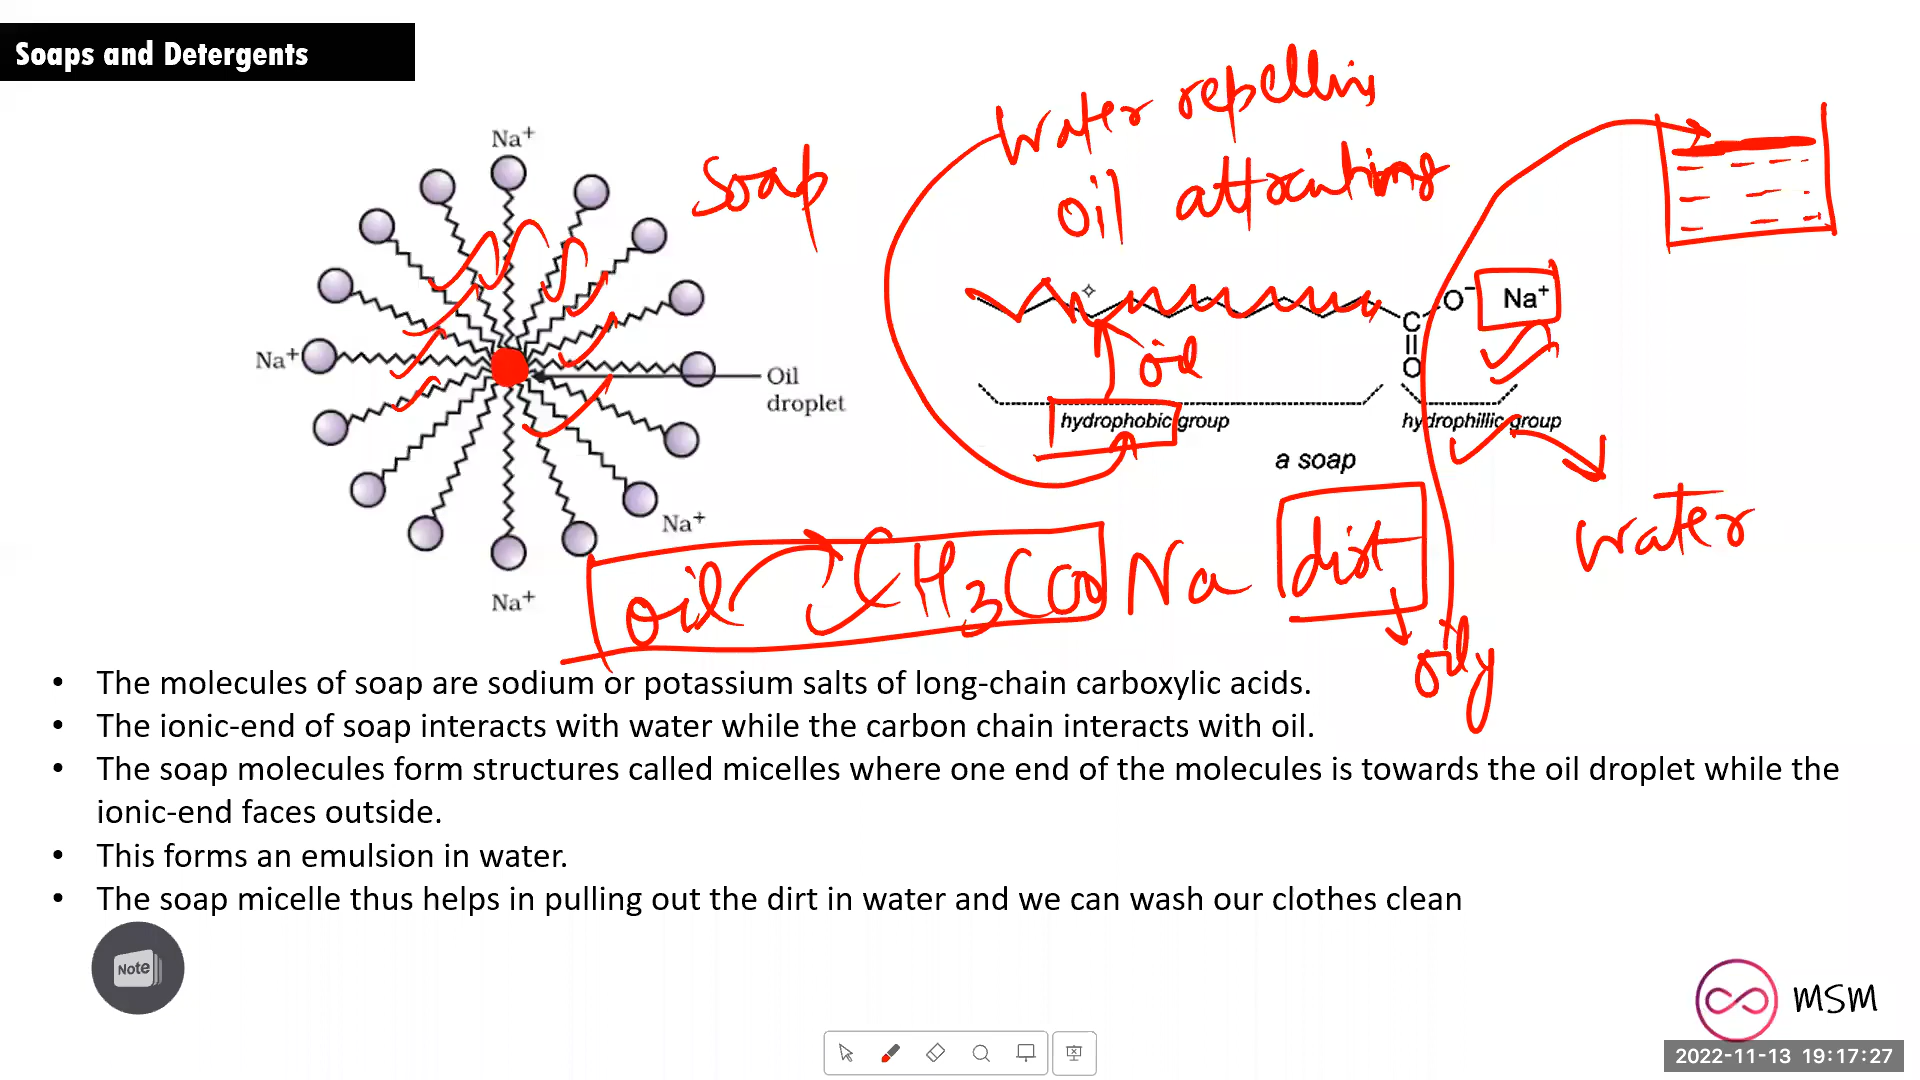 Soaps and Detergents
Na⁺
Soap
Water repelling
oil attracting
Na⁺
Oil
droplet
C
O⁻
Na⁺
O
oil
hydrophobic group
hydrophillic group
a soap
water
Na⁺
Na⁺
oil CH3COO Na
dirt
oily
• The molecules of soap are sodium or potassium salts of long-chain carboxylic acids.
• The ionic-end of soap interacts with water while the carbon chain interacts with oil.
• The soap molecules form structures called micelles where one end of the molecules is towards the oil droplet while the
ionic-end faces outside.
• This forms an emulsion in water.
• The soap micelle thus helps in pulling out the dirt in water and we can wash our clothes clean
Note
MSM
2022-11-13 19:17:27